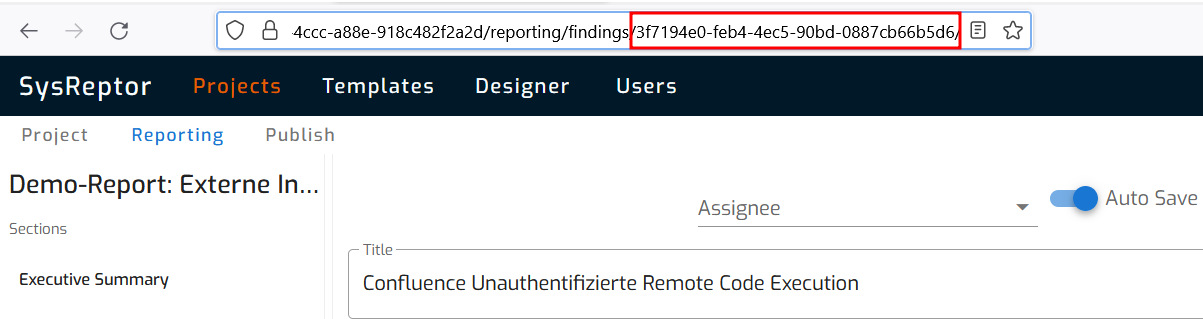 4ccc-a88e-918c482f2a2d/reporting/findings/3f7194e0-feb4-4ec5-90bd-0887cb66b5d6/
SysReptor Projects Templates Designer Users
Project Reporting Publish
Demo-Report: Externe In...
Assignee
Auto Save
Sections
Title
Executive Summary
Confluence Unauthentifizierte Remote Code Execution